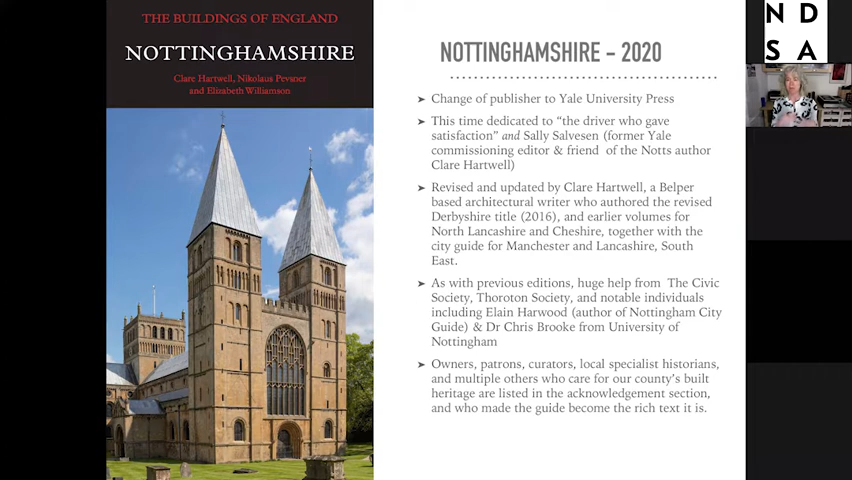 THE BUILDINGS OF ENGLAND
NOTTINGHAMSHIRE
Clare Hartwell, Nikolaus Pevsner
and Elizabeth Williamson
NOTTINGHAMSHIRE – 2020
➤ Change of publisher to Yale University Press
➤ This time dedicated to “the driver who gave
satisfaction” and Sally Salvesen (former Yale
commissioning editor & friend of the Notts author
Clare Hartwell)
➤ Revised and updated by Clare Hartwell, a Belper
based architectural writer who authored the revised
Derbyshire title (2016), and earlier volumes for
North Lancashire and Cheshire, together with the
city guide for Manchester and Lancashire, South
East.
➤ As with previous editions, huge help from The Civic
Society, Thoroton Society, and notable individuals
including Elain Harwood (author of Nottingham City
Guide) & Dr Chris Brooke from University of
Nottingham
➤ Owners, patrons, curators, local specialist historians,
and multiple others who care for our county’s built
heritage are listed in the acknowledgement section,
and who made the guide become the rich text it is.
N D
S A